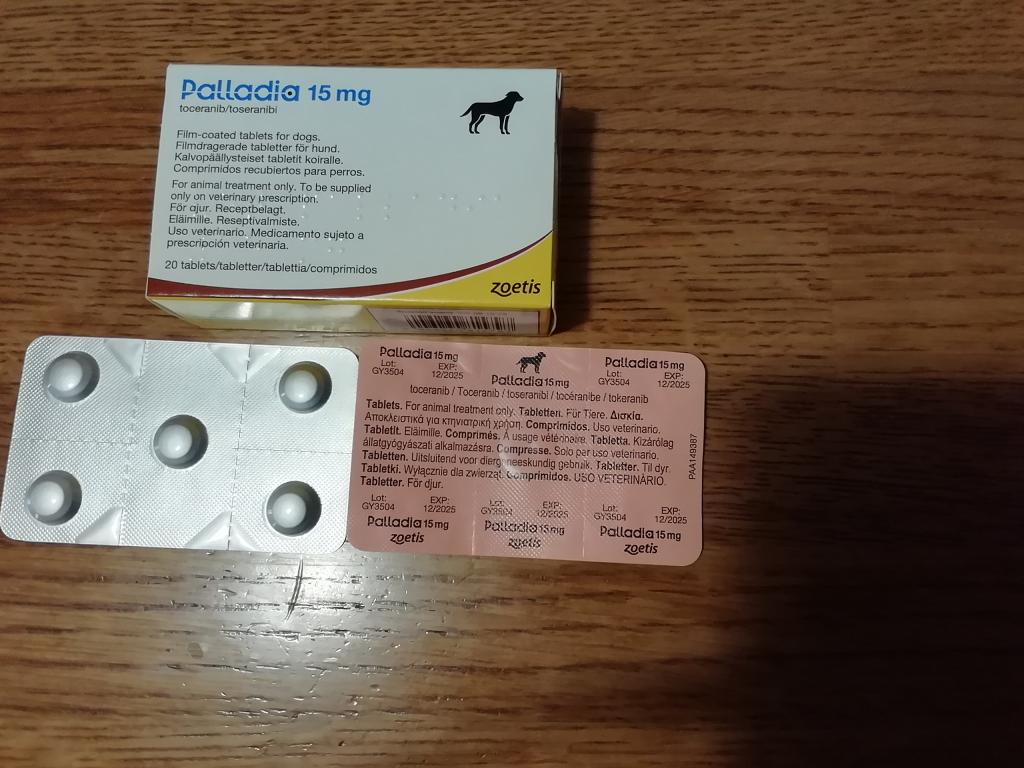 Palladia 15 mg
toceranib/toseranibi
Film-coated tablets for dogs.
Filmdragerade tabletter för hund.
Kalvopäällysteiset tabletit koiralle.
Comprimidos recubiertos para perros.
For animal treatment only. To be supplied
only on veterinary prescription.
För djur. Receptbelagt.
Eläimille. Reseptivalmiste.
Uso veterinario. Medicamento sujeto a
prescripción veterinaria.
20 tablets/tabletter/tablettia/comprimidos
zoetis
Palladia 15 mg
Lot: EXP:
GY3504 12/2025
Palladia 15 mg
Palladia 15 mg
Lot: EXP:
GY3504 12/2025
toceranib / Toceranib / toseranibi / tocéranibe / tokeranib
Tablets. For animal treatment only. Tabletten. Für Tiere. Δισκία.
Αποκλειστικά για κτηνιατρική χρήση. Comprimidos. Uso veterinario.
Tabletit. Eläimille. Comprimés. À usage vétérinaire. Tabletta. Kizárólag
állatgyógyászati alkalmazásra. Compresse. Solo per uso veterinario.
Tabletten. Uitsluitend voor diergeneeskundig gebruik. Tabletter. Til dyr.
Tabletki. Wyłącznie dla zwierząt. Comprimidos. USO VETERINÁRIO.
Tabletter. För djur.
PAA149387
Lot: EXP:
GY3504 12/2025
Palladia 15 mg
zoetis
Lot: EXP:
GY3504 12/2025
Palladia 15 mg
zoetis
Lot: EXP:
GY3504 12/2025
Palladia 15 mg
zoetis